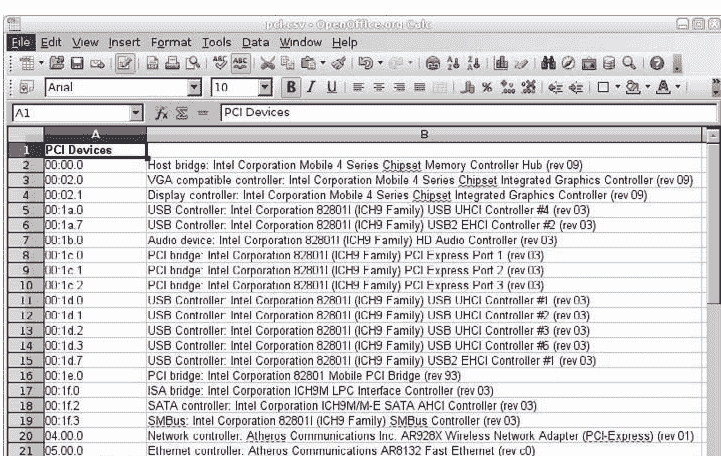 pci.csv - OpenOffice.org Calc
File Edit View Insert Format Tools Data Window Help
Arial 10 B I U
A1 PCI Devices
A B
1 PCI Devices
2 00:00.0 Host bridge: Intel Corporation Mobile 4 Series Chipset Memory Controller Hub (rev 09)
3 00:02.0 VGA compatible controller: Intel Corporation Mobile 4 Series Chipset Integrated Graphics Controller (rev 09)
4 00:02.1 Display controller: Intel Corporation Mobile 4 Series Chipset Integrated Graphics Controller (rev 09)
5 00:1a.0 USB Controller: Intel Corporation 82801I (ICH9 Family) USB UHCI Controller #4 (rev 03)
6 00:1a.7 USB Controller: Intel Corporation 82801I (ICH9 Family) USB2 EHCI Controller #2 (rev 03)
7 00:1b.0 Audio device: Intel Corporation 82801I (ICH9 Family) HD Audio Controller (rev 03)
8 00:1c.0 PCI bridge: Intel Corporation 82801I (ICH9 Family) PCI Express Port 1 (rev 03)
9 00:1c.1 PCI bridge: Intel Corporation 82801I (ICH9 Family) PCI Express Port 2 (rev 03)
10 00:1c.2 PCI bridge: Intel Corporation 82801I (ICH9 Family) PCI Express Port 3 (rev 03)
11 00:1d.0 USB Controller: Intel Corporation 82801I (ICH9 Family) USB UHCI Controller #1 (rev 03)
12 00:1d.1 USB Controller: Intel Corporation 82801I (ICH9 Family) USB UHCI Controller #2 (rev 03)
13 00:1d.2 USB Controller: Intel Corporation 82801I (ICH9 Family) USB UHCI Controller #3 (rev 03)
14 00:1d.3 USB Controller: Intel Corporation 82801I (ICH9 Family) USB UHCI Controller #6 (rev 03)
15 00:1d.7 USB Controller: Intel Corporation 82801I (ICH9 Family) USB2 EHCI Controller #1 (rev 03)
16 00:1e.0 PCI bridge: Intel Corporation 82801 Mobile PCI Bridge (rev 93)
17 00:1f.0 ISA bridge: Intel Corporation ICH9M LPC Interface Controller (rev 03)
18 00:1f.2 SATA controller: Intel Corporation ICH9M/M-E SATA AHCI Controller (rev 03)
19 00:1f.3 SMBus: Intel Corporation 82801I (ICH9 Family) SMBus Controller (rev 03)
20 04:00.0 Network controller: Atheros Communications Inc. AR928X Wireless Network Adapter (PCI-Express) (rev 01)
21 05:00.0 Ethernet controller: Atheros Communications AR8132 Fast Ethernet (rev c0)